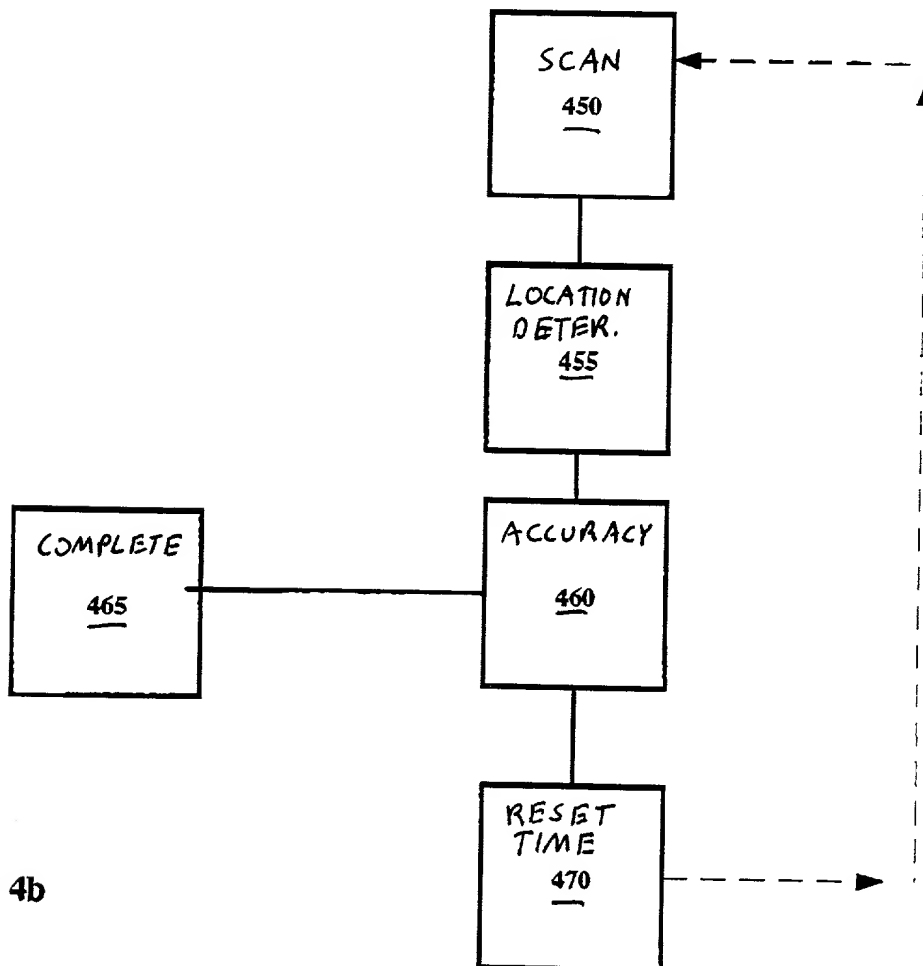 SCAN
450
LOCATION
DETER.
455
COMPLETE
465
ACCURACY
460
RESET
TIME
470
4b